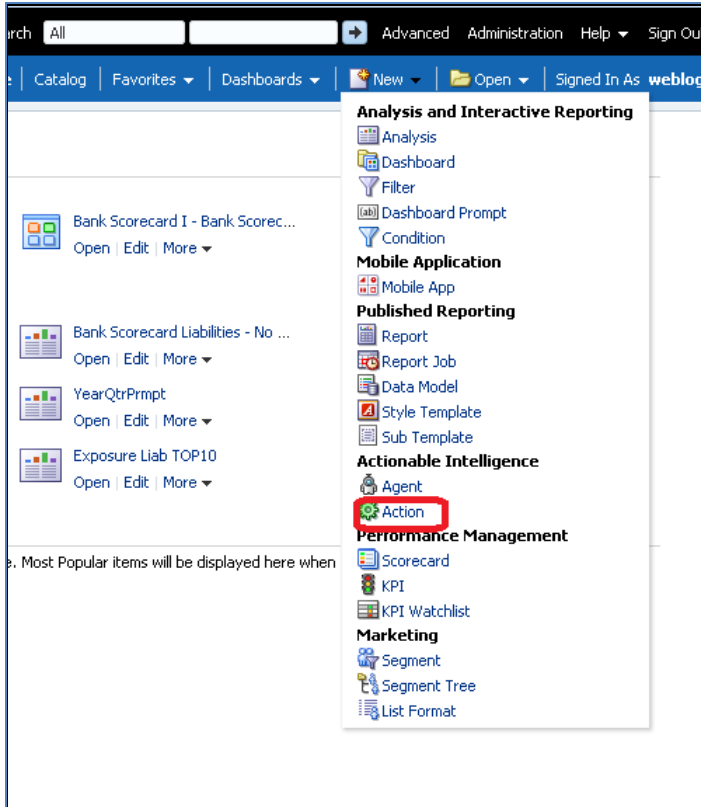 rch All Advanced Administration Help Sign Ou
e Catalog Favorites Dashboards New Open Signed In As weblog
Analysis and Interactive Reporting
Analysis
Dashboard
Filter
(ab) Dashboard Prompt
Condition
Mobile Application
Mobile App
Published Reporting
Report
Report Job
Data Model
Style Template
Sub Template
Actionable Intelligence
Agent
Action
Performance Management
Scorecard
KPI
KPI Watchlist
Marketing
Segment
Segment Tree
List Format
Bank Scorecard I - Bank Scorec...
Open | Edit | More
Bank Scorecard Liabilities - No ...
Open | Edit | More
YearQtrPrmpt
Open | Edit | More
Exposure Liab TOP10
Open | Edit | More
e. Most Popular items will be displayed here when